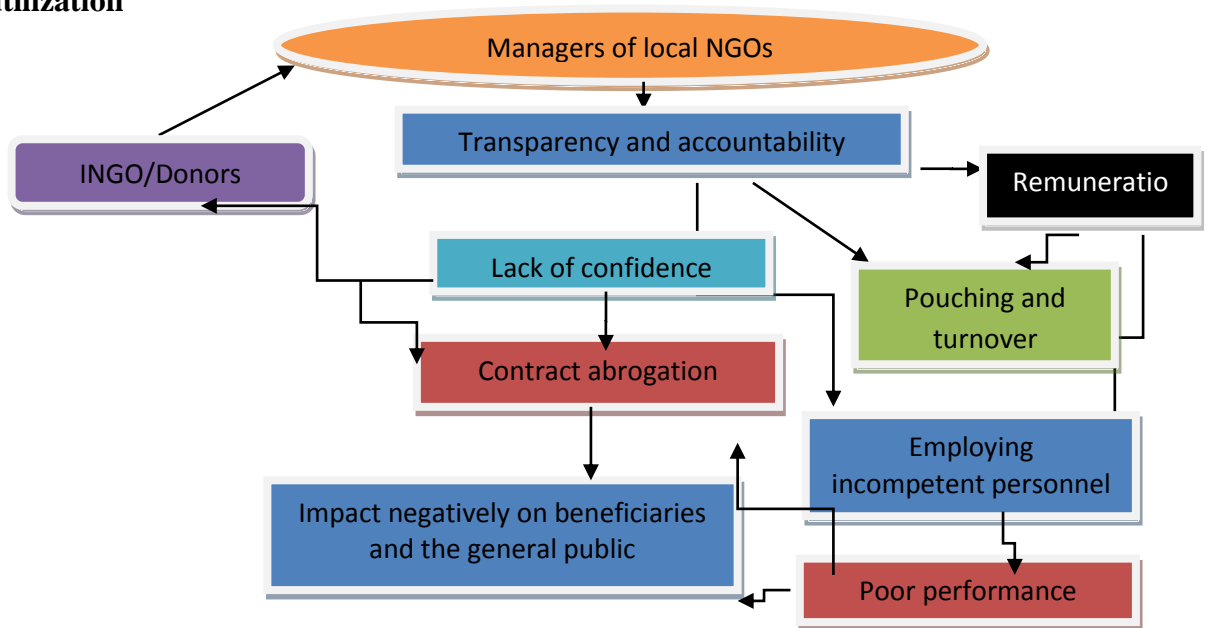 Managers of local NGOs
Transparency and accountability
INGO/Donors
Remuneratio
Lack of confidence
Pouching and
turnover
Contract abrogation
Employing
incompetent personnel
Impact negatively on beneficiaries
and the general public
Poor performance